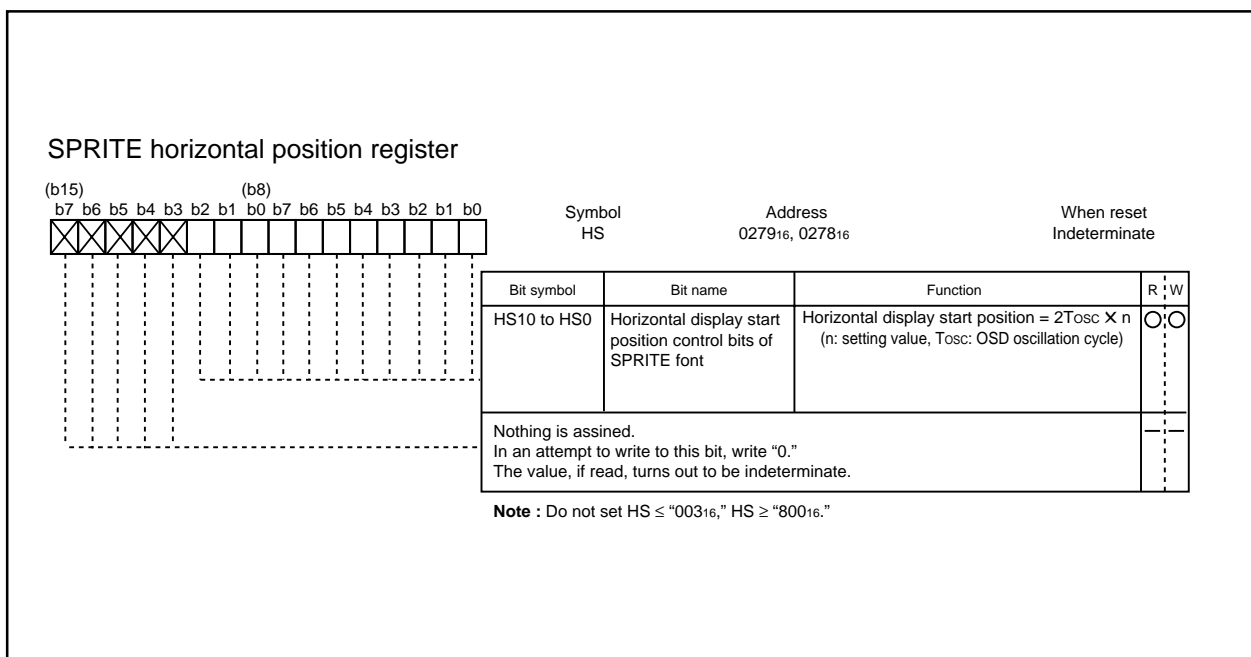 SPRITE horizontal position register
(b15) (b8)
b7 b6 b5 b4 b3 b2 b1 b0 b7 b6 b5 b4 b3 b2 b1 b0
Symbol Address When reset
HS 027916, 027816 Indeterminate
Bit symbol Bit name Function R W
HS10 to HS0 Horizontal display start position control bits of SPRITE font Horizontal display start position = 2TOSC × n (n: setting value, TOSC: OSD oscillation cycle)
Nothing is assined.
In an attempt to write to this bit, write “0.”
The value, if read, turns out to be indeterminate.
Note : Do not set HS ≤ “00316,” HS ≥ “80016.”